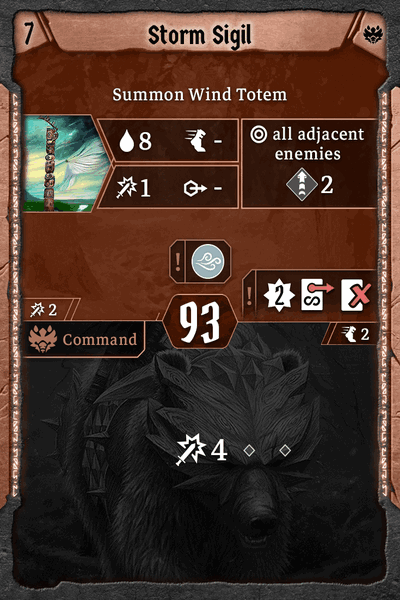 7 Storm Sigil
Summon Wind Totem
8 -
1 -
all adjacent
enemies
2
!
! 2
2
93
Command
2
4